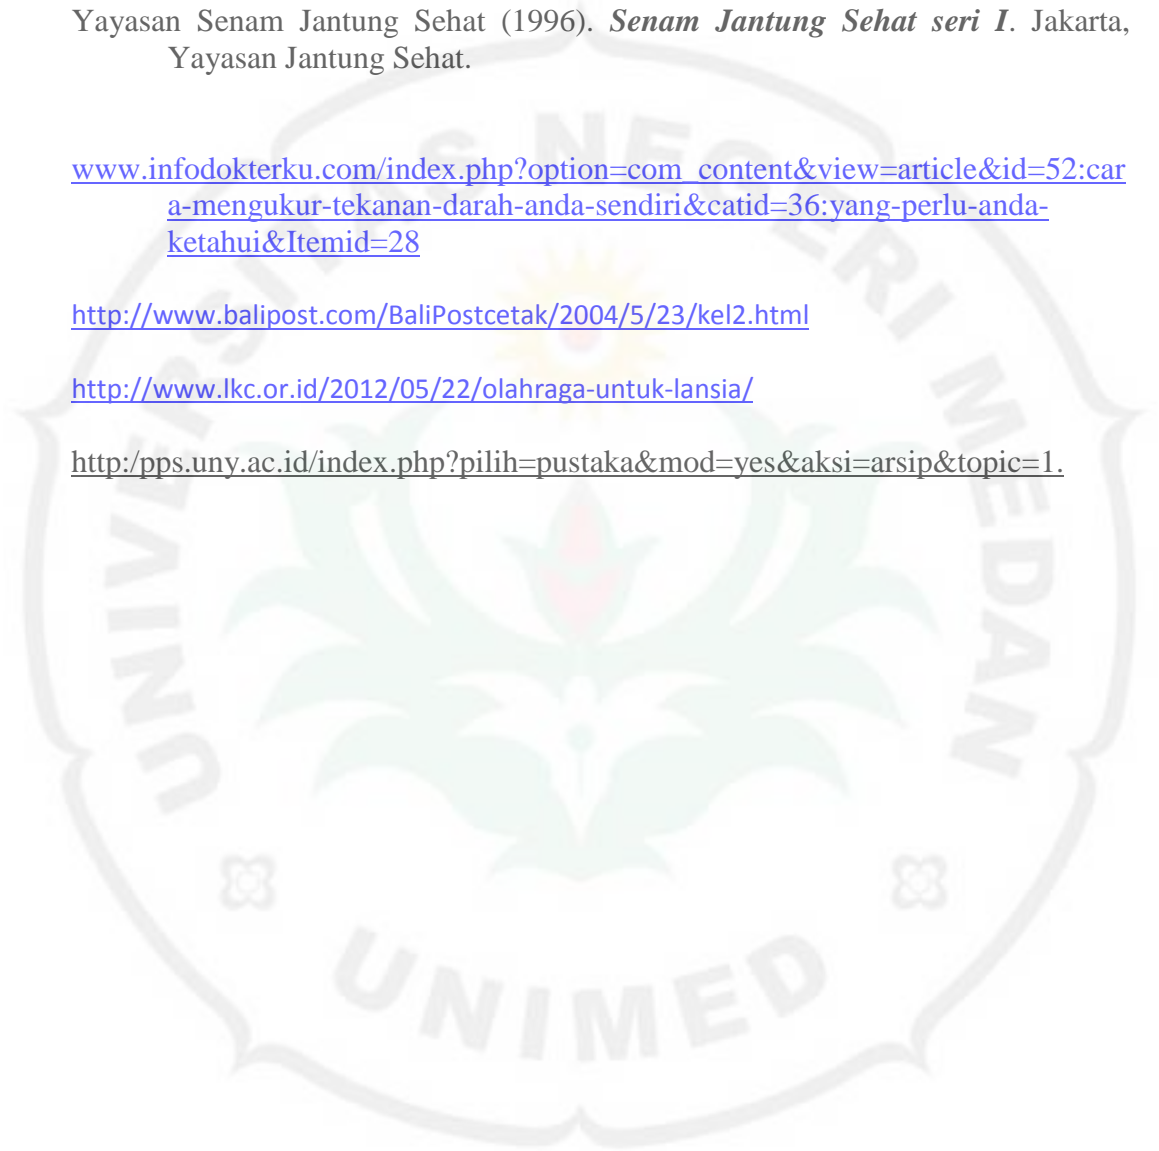 Yayasan Senam Jantung Sehat (1996). Senam Jantung Sehat seri I. Jakarta,
Yayasan Jantung Sehat.
www.infodokterku.com/index.php?option=com_content&view=article&id=52:car
a-mengukur-tekanan-darah-anda-sendiri&catid=36:yang-perlu-anda-
ketahui&Itemid=28
http://www.balipost.com/BaliPostcetak/2004/5/23/kel2.html
http://www.lkc.or.id/2012/05/22/olahraga-untuk-lansia/
http:/pps.uny.ac.id/index.php?pilih=pustaka&mod=yes&aksi=arsip&topic=1.
UNIVERSITAS NEGERI MEDAN
UNIMED